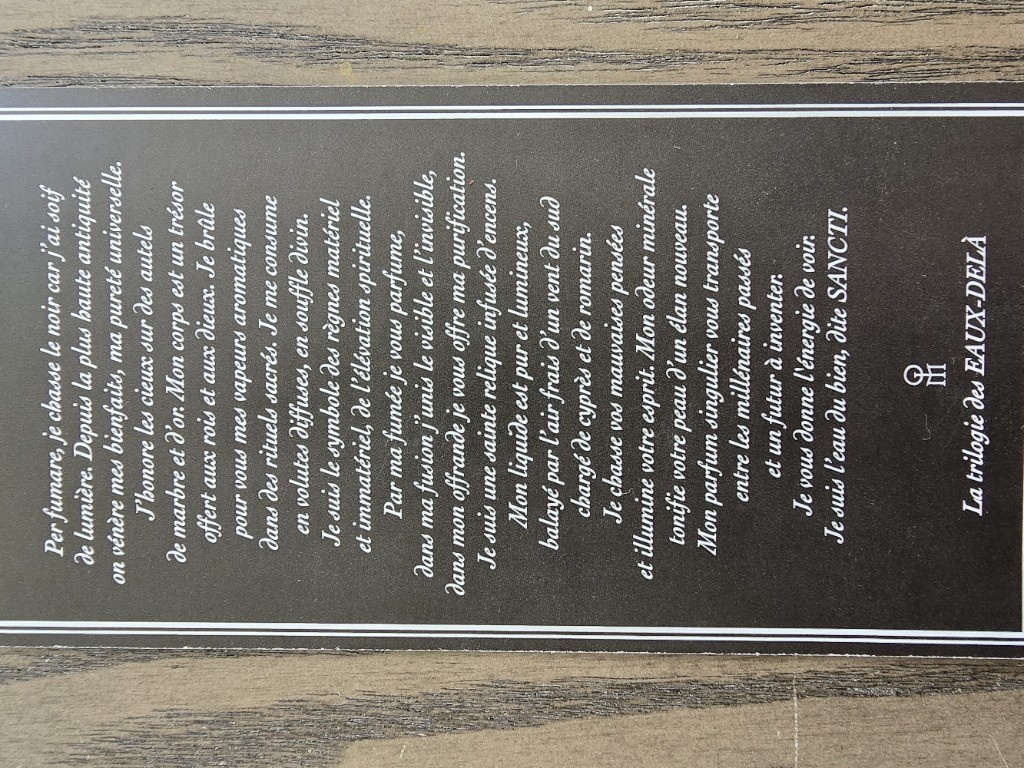 Per fumare, je chasse le noir car j'ai soif
de lumière. Depuis la plus haute antiquité
on vénère mes bienfaits, ma pureté universelle.
J'honore les cieux sur des autels
de marbre et d'or. Mon corps est un trésor
offert aux rois et aux dieux. Je brûle
pour vous mes vapeurs aromatiques
dans des rituels sacrés. Je me consume
en volutes diffuses, en souffle divin.
Je suis le symbole des règnes matériel
et immatériel, de l'élévation spirituelle.
Par ma fumée je vous parfume,
dans ma fusion j'unis le visible et l'invisible,
dans mon offrande je vous offre ma purification.
Je suis une sainte relique infusée d'encens.
Mon liquide est pur et lumineux,
balayé par l'air frais d'un vent du sud
chargé de cyprès et de romarin.
Je chasse vos mauvaises pensées
et illumine votre esprit. Mon odeur minérale
tonifie votre peau d'un élan nouveau.
Mon parfum singulier vous transporte
entre les millénaires passés
et un futur à inventer.
Je vous donne l'énergie de voir.
Je suis l'eau du bien, dite SANCTI.
La trilogie des EAUX-DELÀ